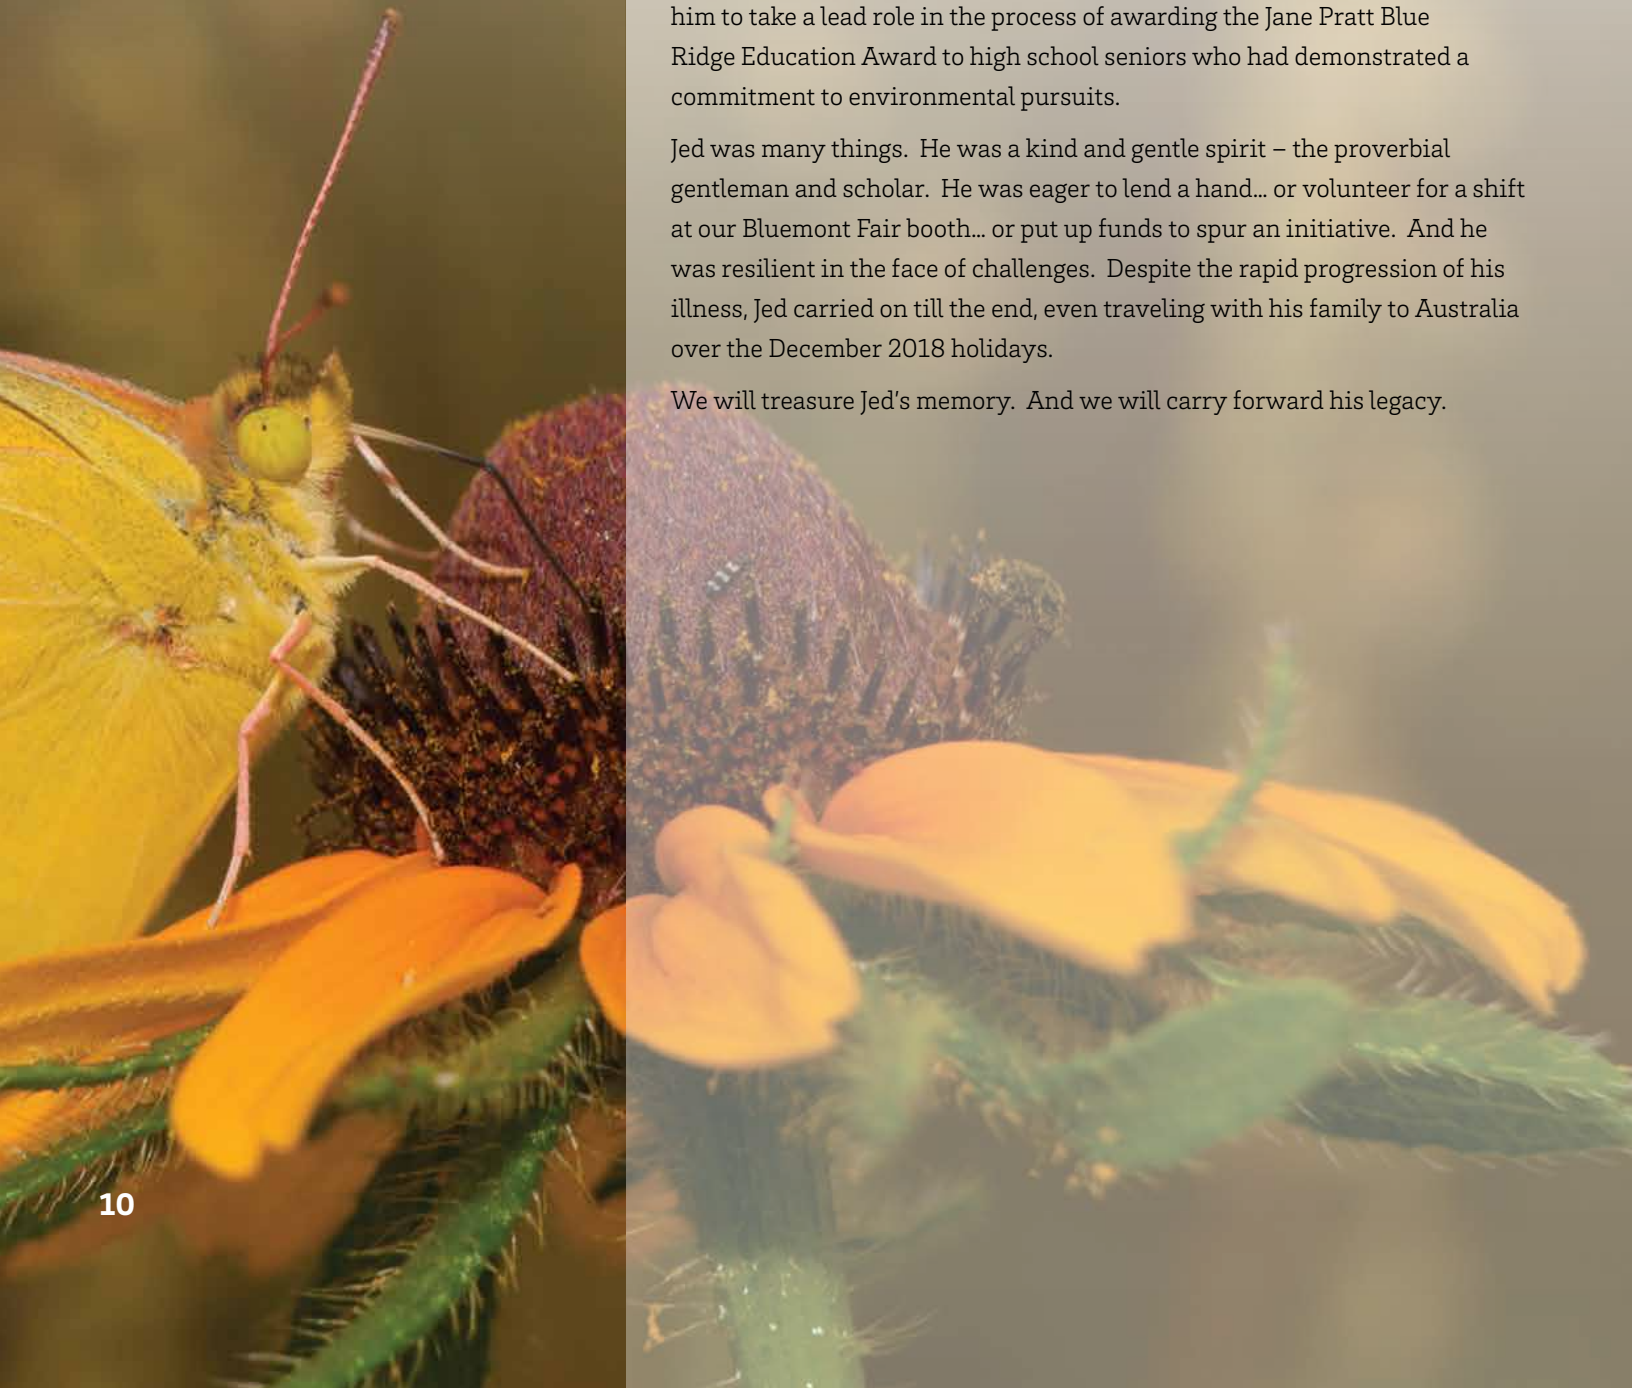 him to take a lead role in the process of awarding the Jane Pratt Blue
Ridge Education Award to high school seniors who had demonstrated a
commitment to environmental pursuits.
Jed was many things.  He was a kind and gentle spirit – the proverbial
gentleman and scholar.  He was eager to lend a hand... or volunteer for a shift
at our Bluemont Fair booth... or put up funds to spur an initiative.  And he
was resilient in the face of challenges.  Despite the rapid progression of his
illness, Jed carried on till the end, even traveling with his family to Australia
over the December 2018 holidays.
We will treasure Jed's memory.  And we will carry forward his legacy.
10